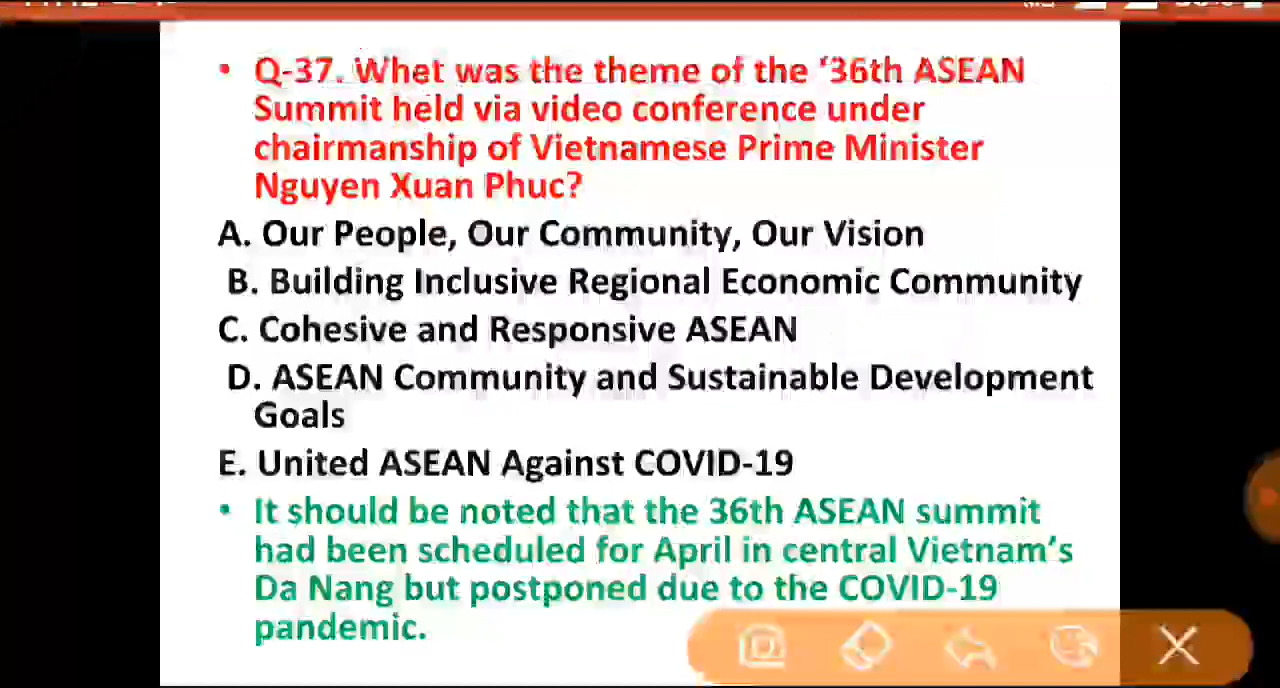 • Q-37. What was the theme of the ‘36th ASEAN
Summit held via video conference under
chairmanship of Vietnamese Prime Minister
Nguyen Xuan Phuc?
A. Our People, Our Community, Our Vision
B. Building Inclusive Regional Economic Community
C. Cohesive and Responsive ASEAN
D. ASEAN Community and Sustainable Development
Goals
E. United ASEAN Against COVID-19
• It should be noted that the 36th ASEAN summit
had been scheduled for April in central Vietnam’s
Da Nang but postponed due to the COVID-19
pandemic.